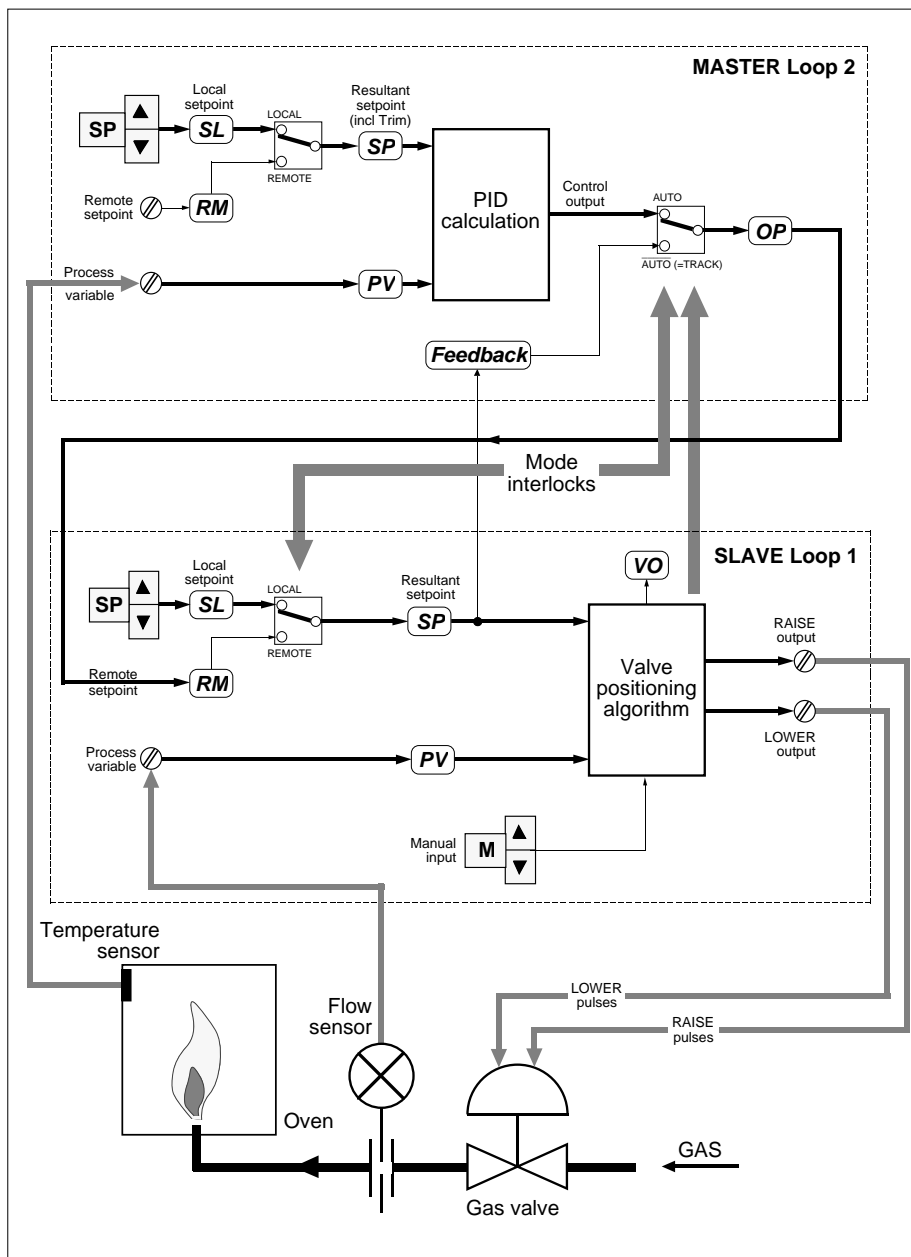 MASTER Loop 2
Local
setpoint
Resultant
setpoint
(incl Trim)
SP
SL
LOCAL
SP
REMOTE
Remote
setpoint
RM
PID
calculation
Control
output
AUTO
OP
AUTO (=TRACK)
Process
variable
PV
Feedback
Mode
interlocks
SLAVE Loop 1
Local
setpoint
SP
SL
LOCAL
REMOTE
Resultant
setpoint
SP
VO
RAISE
output
Remote
setpoint
RM
Valve
positioning
algorithm
LOWER
output
Process
variable
PV
Manual
input
M
Temperature
sensor
LOWER
pulses
Flow
sensor
RAISE
pulses
Oven
GAS
Gas valve